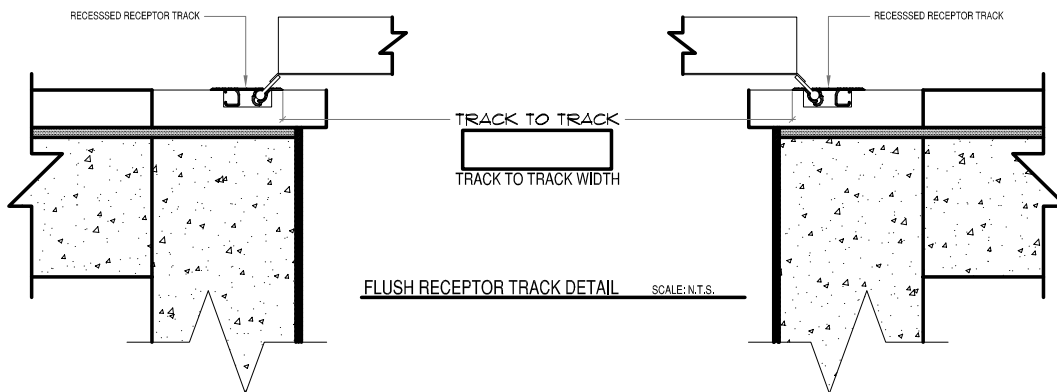 RECESSSED RECEPTOR TRACK
RECESSSED RECEPTOR TRACK
TRACK TO TRACK
TRACK TO TRACK WIDTH
FLUSH RECEPTOR TRACK DETAIL SCALE: N.T.S.